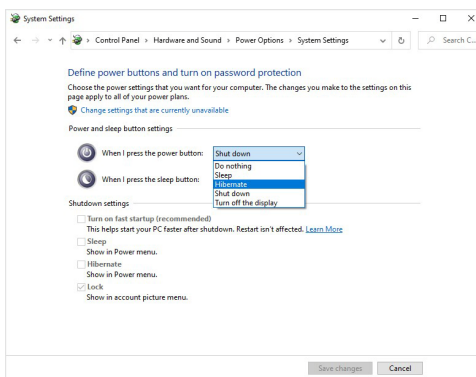 System Settings
Control Panel > Hardware and Sound > Power Options > System Settings
Search C...
Define power buttons and turn on password protection
Choose the power settings that you want for your computer. The changes you make to the settings on this
page apply to all of your power plans.
Change settings that are currently unavailable
Power and sleep button settings
When I press the power button:
Shut down
Do nothing
Sleep
When I press the sleep button:
Hibernate
Shut down
Turn off the display
Shutdown settings
Turn on fast startup (recommended)
This helps start your PC faster after shutdown. Restart isn't affected. Learn More
Sleep
Show in Power menu.
Hibernate
Show in Power menu.
Lock
Show in account picture menu.
Save changes
Cancel